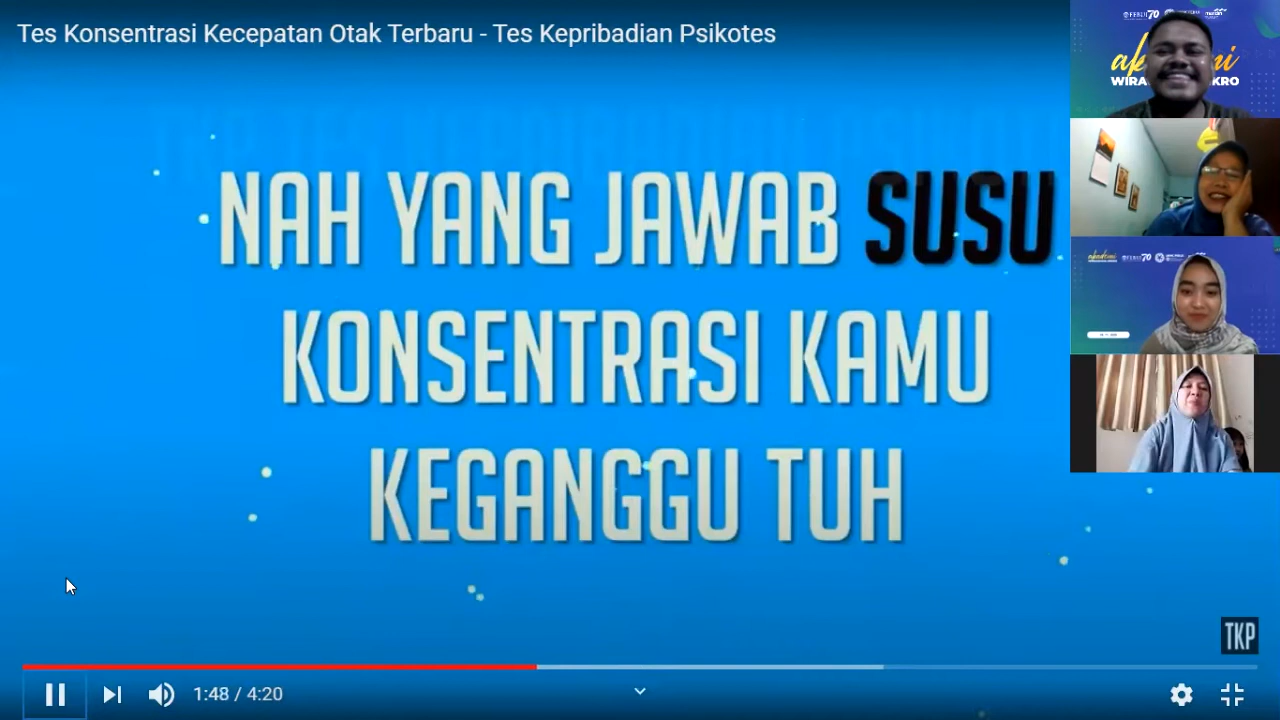 Tes Konsentrasi Kecepatan Otak Terbaru - Tes Kepribadian Psikotes
NAH YANG JAWAB SUSU
KONSENTRASI KAMU
KEGANGGU TUH
TKP
1:48 / 4:20